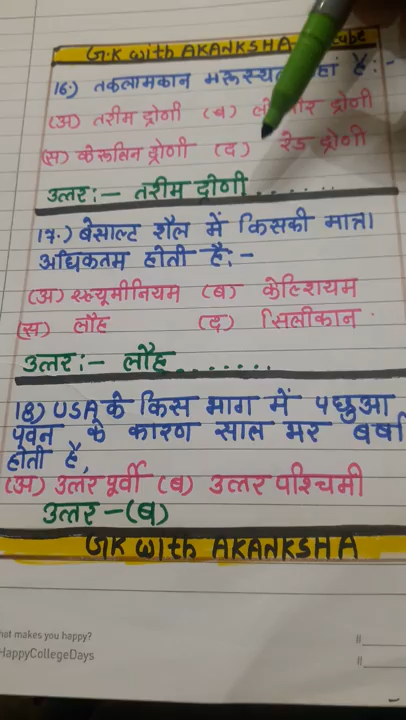 G.K with AKANKSHA
16.) तकलामकान मरूस्थल है:-
(अ) तरीम द्रोणी (ब) द्रोणी
(स) द्रोणी (द) रेड द्रोणी
उत्तर:- तरीम द्रोणी.......
17.) बेसाल्ट शैल में किसकी मात्रा
अधिकतम होती है:-
(अ) एल्यूमीनियम (ब) केल्शियम
(स) लौह (द) सिलीकान
उत्तर:- लौह.......
18) USA के किस भाग में पछुआ
पवन के कारण साल भर वर्षा
होती है,
(अ) उत्तर पूर्वी (ब) उत्तर पश्चिमी
उत्तर-(ब)
G.K with AKANKSHA
hat makes you happy?
HappyCollegeDays